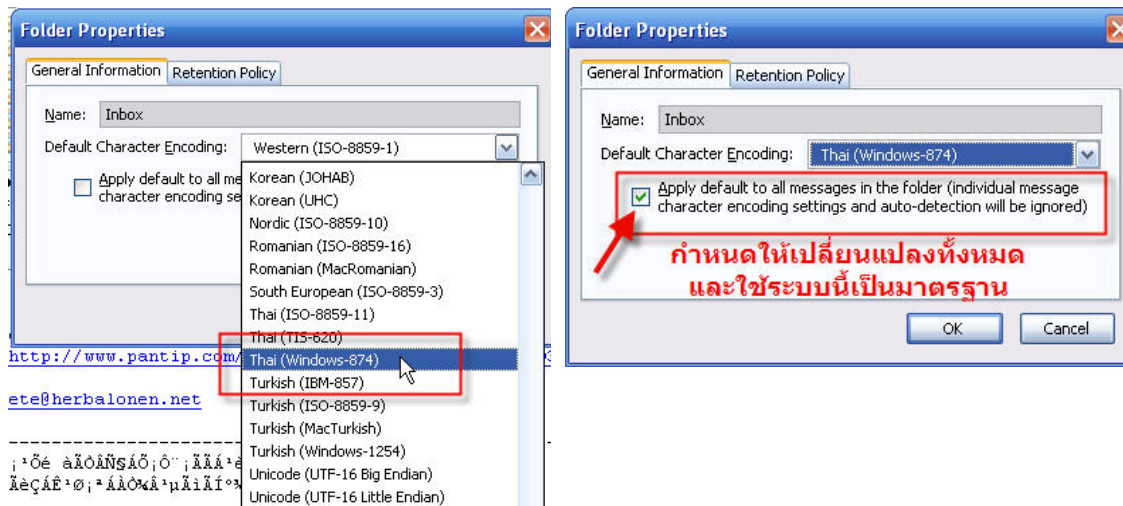 Folder Properties
General Information
Retention Policy
Name: Inbox
Default Character Encoding: Western (ISO-8859-1)
Apply default to all me
character encoding se
Korean (JOHAB)
Korean (UHC)
Nordic (ISO-8859-10)
Romanian (ISO-8859-16)
Romanian (MacRomanian)
South European (ISO-8859-3)
Thai (ISO-8859-11)
Thai (TIS-620)
Thai (Windows-874)
Turkish (IBM-857)
Turkish (ISO-8859-9)
Turkish (MacTurkish)
Turkish (Windows-1254)
Unicode (UTF-16 Big Endian)
Unicode (UTF-16 Little Endian)
http://www.pantip.com/
ete@herbalonen.net
Folder Properties
General Information
Retention Policy
Name: Inbox
Default Character Encoding: Thai (Windows-874)
Apply default to all messages in the folder (individual message
character encoding settings and auto-detection will be ignored)
กำหนดให้เปลี่ยนแปลงทั้งหมด
และใช้ระบบนี้เป็นมาตรฐาน
OK
Cancel